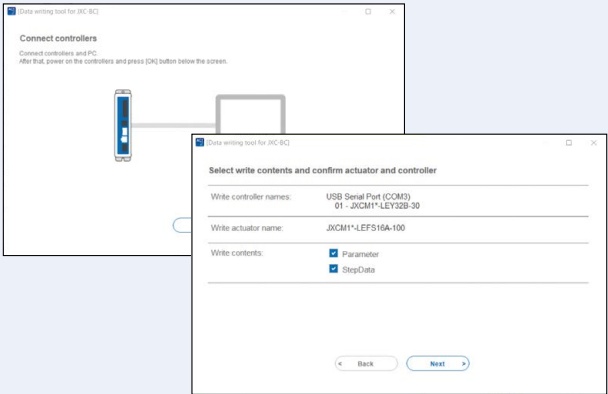 [Data writing tool for JXC-BC]
Connect controllers
Connect controllers and PC.
After that, power on the controllers and press [OK] button below the screen.
[Data writing tool for JXC-BC]
Select write contents and confirm actuator and controller
Write controller names: USB Serial Port (COM3)
01 - JXCM1*-LEY32B-30
Write actuator name: JXCM1*-LEFS16A-100
Write contents: Parameter
StepData
< Back Next >